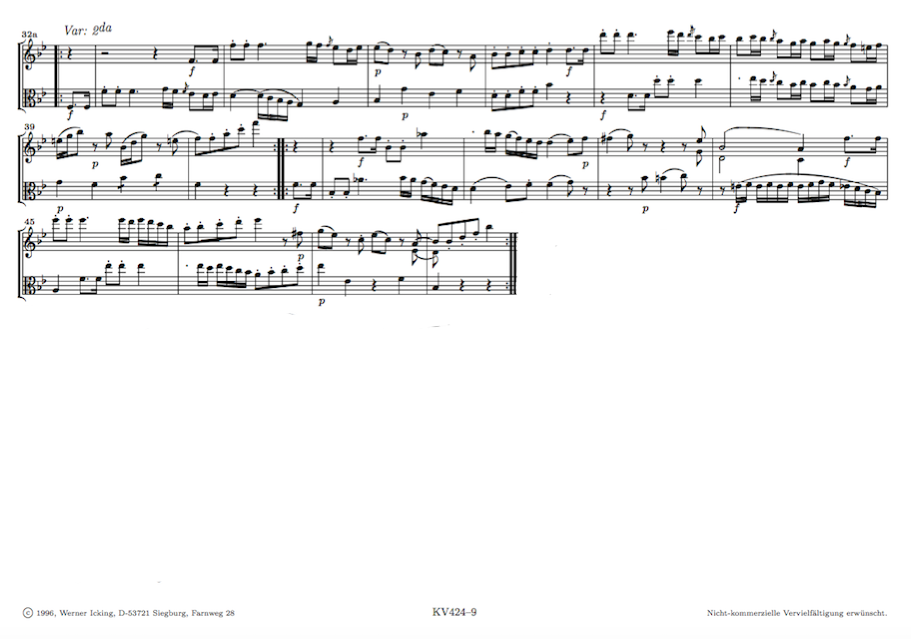 Var: 2da
32a
f
p
f
f
p
f
39
p
p
f
p
p
f
p
f
f
45
p
p
p
© 1996, Werner Icking, D-53721 Siegburg, Farnweg 28
KV424–9
Nicht-kommerzielle Vervielfältigung erwünscht.